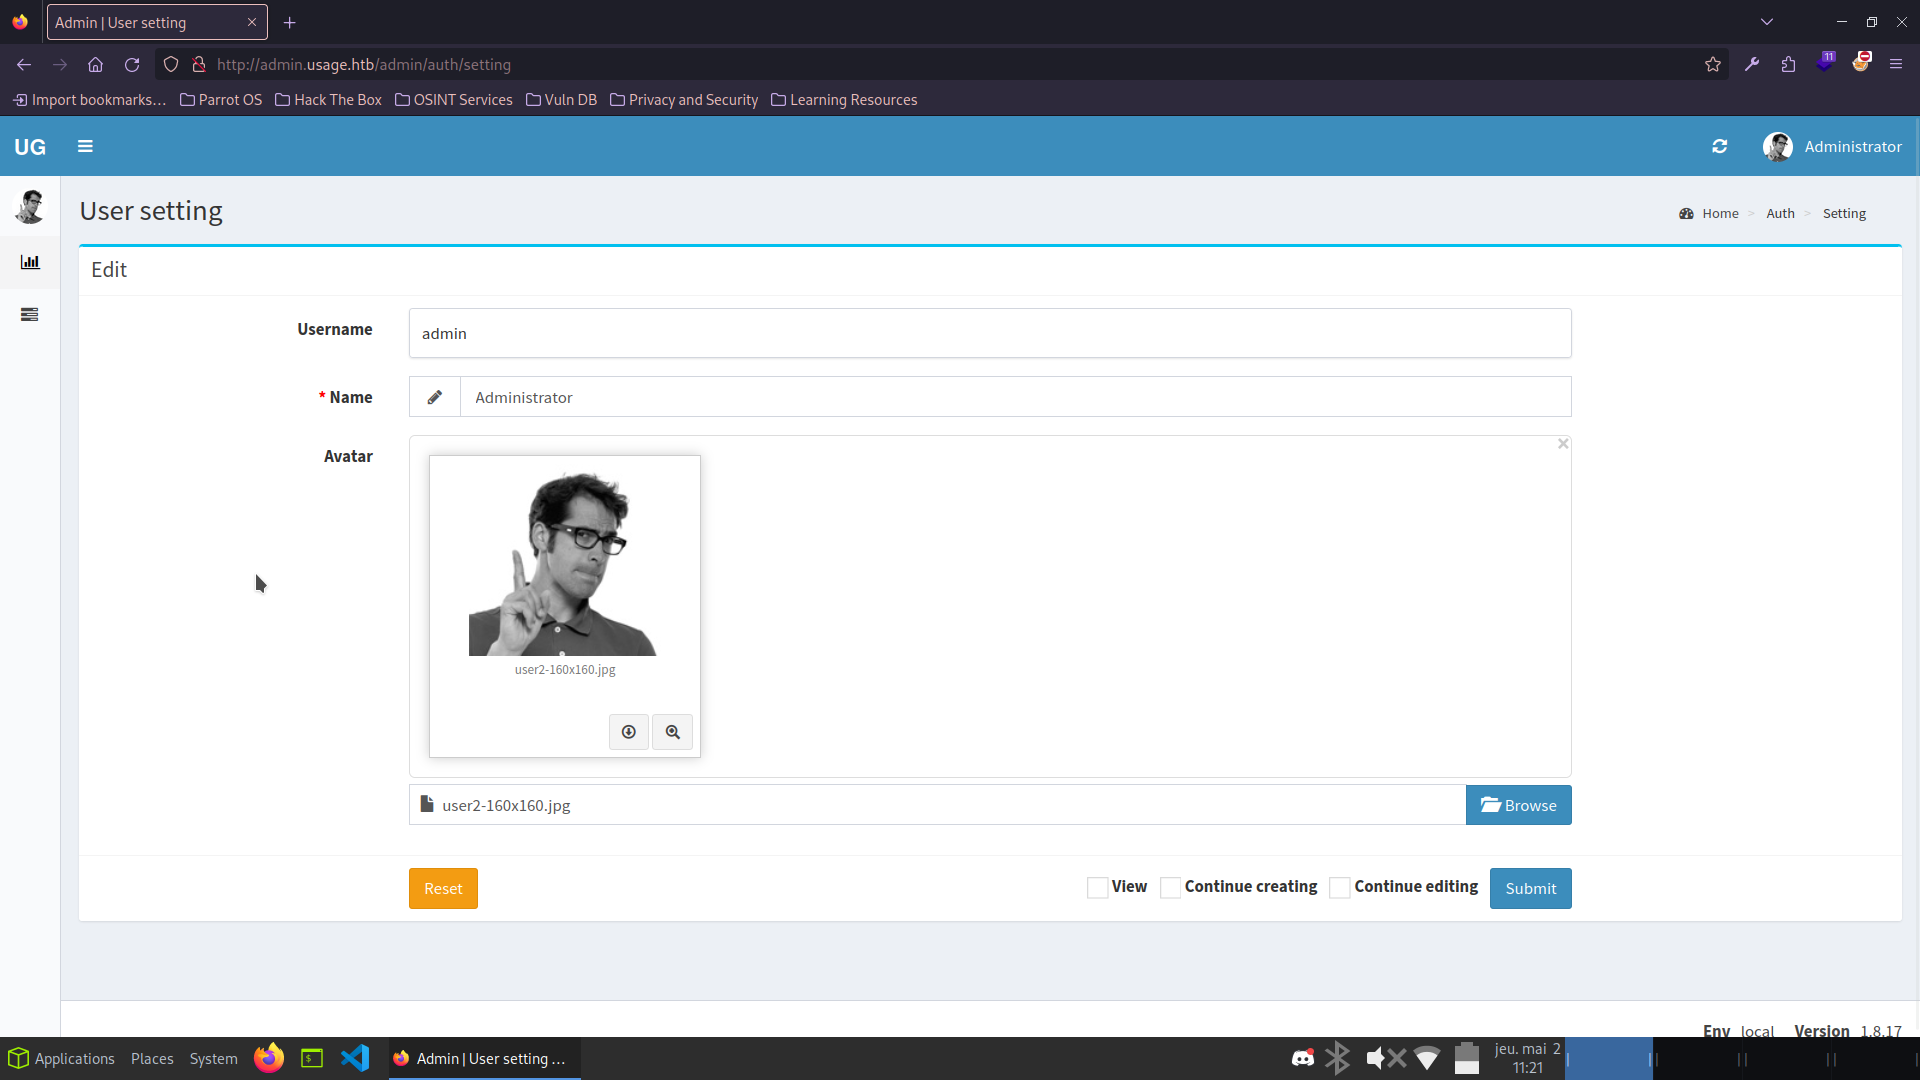 Admin | User setting
http://admin.usage.htb/admin/auth/setting
11
Import bookmarks... Parrot OS Hack The Box OSINT Services Vuln DB Privacy and Security Learning Resources
UG Administrator
User setting
Home > Auth > Setting
Edit
Username admin
* Name Administrator
Avatar
user2-160x160.jpg
user2-160x160.jpg Browse
Reset View Continue creating Continue editing Submit
Env local Version 1.8.17
Applications Places System Admin | User setting ... jeu. mai 2
11:21